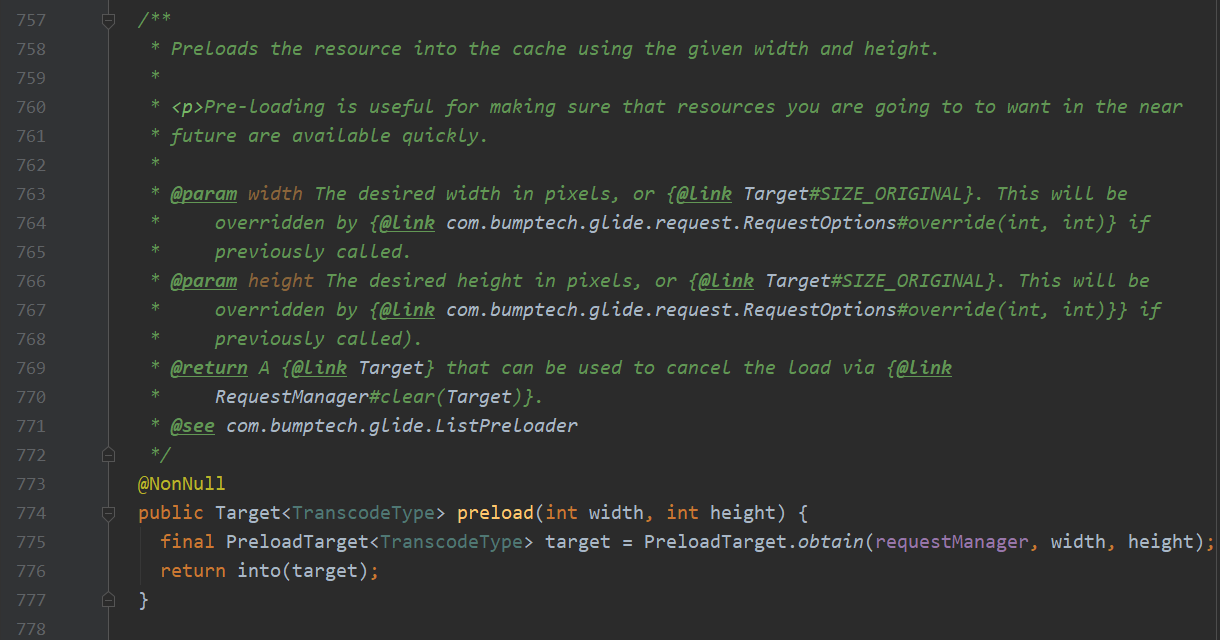 757 /**
758  * Preloads the resource into the cache using the given width and height.
759  *
760  * <p>Pre-loading is useful for making sure that resources you are going to to want in the near
761  * future are available quickly.
762  *
763  * @param width The desired width in pixels, or {@link Target#SIZE_ORIGINAL}. This will be
764  *     overridden by {@link com.bumptech.glide.request.RequestOptions#override(int, int)} if
765  *     previously called.
766  * @param height The desired height in pixels, or {@link Target#SIZE_ORIGINAL}. This will be
767  *     overridden by {@link com.bumptech.glide.request.RequestOptions#override(int, int)}} if
768  *     previously called).
769  * @return A {@link Target} that can be used to cancel the load via {@link
770  *     RequestManager#clear(Target)}.
771  * @see com.bumptech.glide.ListPreloader
772  */
773 @NonNull
774 public Target<TranscodeType> preload(int width, int height) {
775   final PreloadTarget<TranscodeType> target = PreloadTarget.obtain(requestManager, width, height);
776   return into(target);
777 }
778